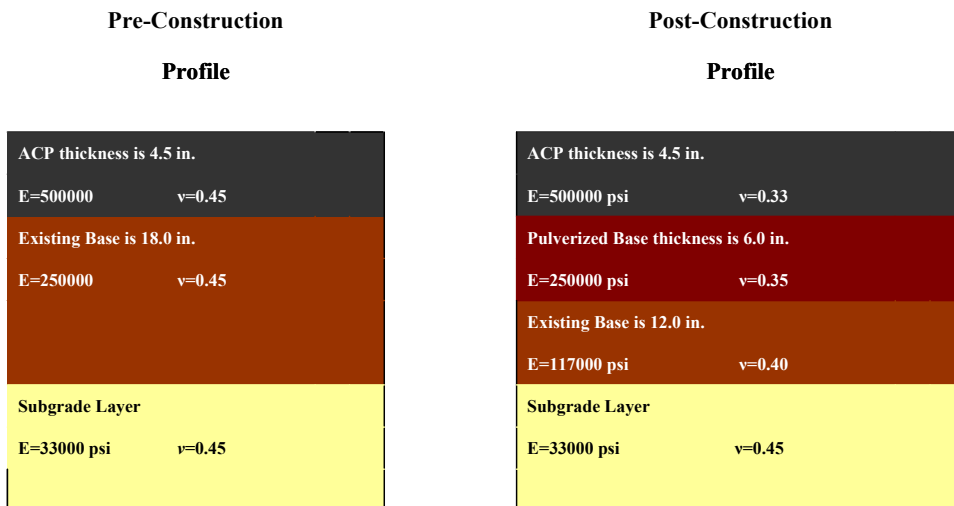 Pre-Construction
Profile
ACP thickness is 4.5 in.
E=500000 ν=0.45
Existing Base is 18.0 in.
E=250000 ν=0.45
Subgrade Layer
E=33000 psi ν=0.45
Post-Construction
Profile
ACP thickness is 4.5 in.
E=500000 psi ν=0.33
Pulverized Base thickness is 6.0 in.
E=250000 psi ν=0.35
Existing Base is 12.0 in.
E=117000 psi ν=0.40
Subgrade Layer
E=33000 psi ν=0.45